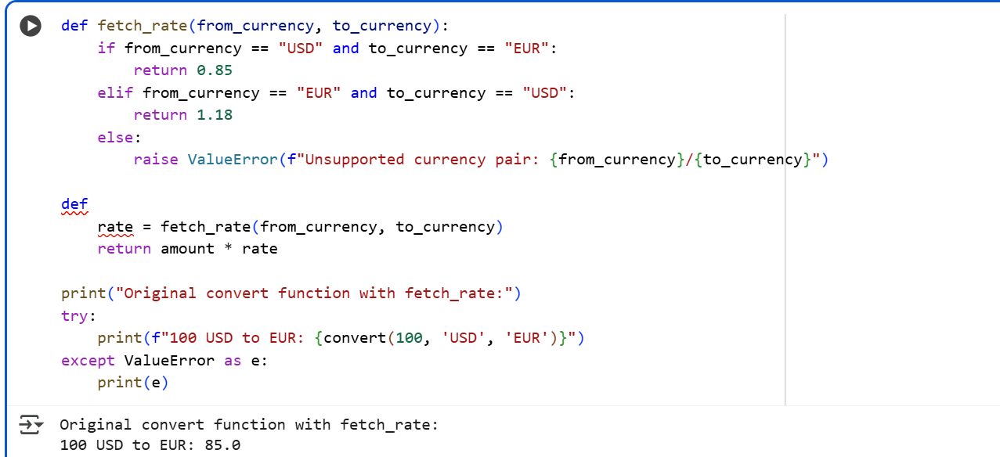 def fetch_rate(from_currency, to_currency):
    if from_currency == "USD" and to_currency == "EUR":
        return 0.85
    elif from_currency == "EUR" and to_currency == "USD":
        return 1.18
    else:
        raise ValueError(f"Unsupported currency pair: {from_currency}/{to_currency}")

def
    rate = fetch_rate(from_currency, to_currency)
    return amount * rate

print("Original convert function with fetch_rate:")
try:
    print(f"100 USD to EUR: {convert(100, 'USD', 'EUR')}")
except ValueError as e:
    print(e)

Original convert function with fetch_rate:
100 USD to EUR: 85.0